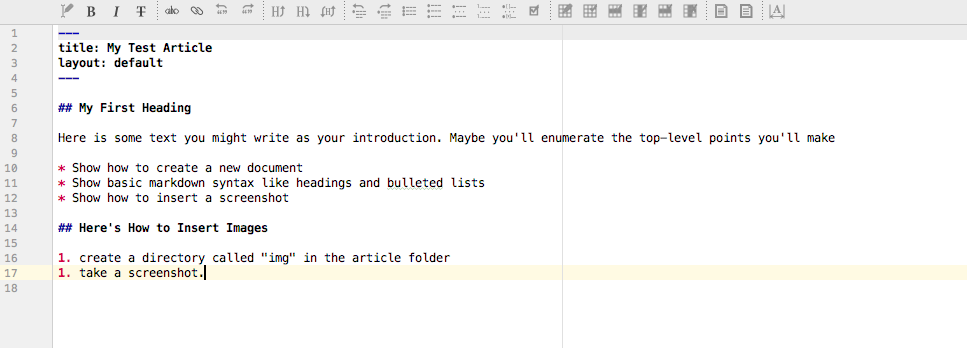 B I T abc H↑ H↓ (H)
1 ---
2 title: My Test Article
3 layout: default
4 ---
5
6 ## My First Heading
7
8 Here is some text you might write as your introduction. Maybe you'll enumerate the top-level points you'll make
9
10 * Show how to create a new document
11 * Show basic markdown syntax like headings and bulleted lists
12 * Show how to insert a screenshot
13
14 ## Here's How to Insert Images
15
16 1. create a directory called "img" in the article folder
17 1. take a screenshot.
18